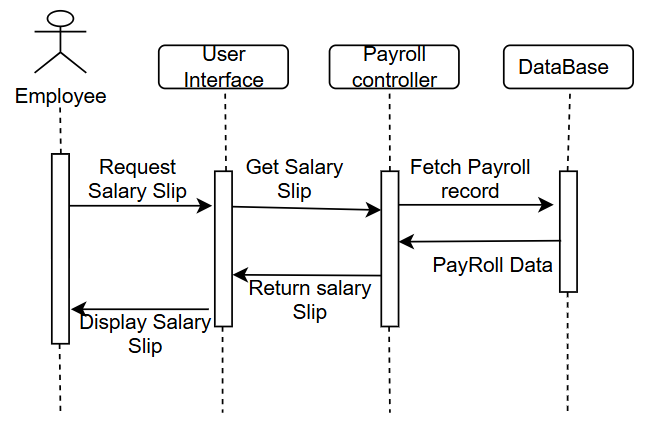 Employee
User
Interface
Payroll
controller
DataBase
Request
Salary Slip
Get Salary
Slip
Fetch Payroll
record
PayRoll Data
Return salary
Slip
Display Salary
Slip